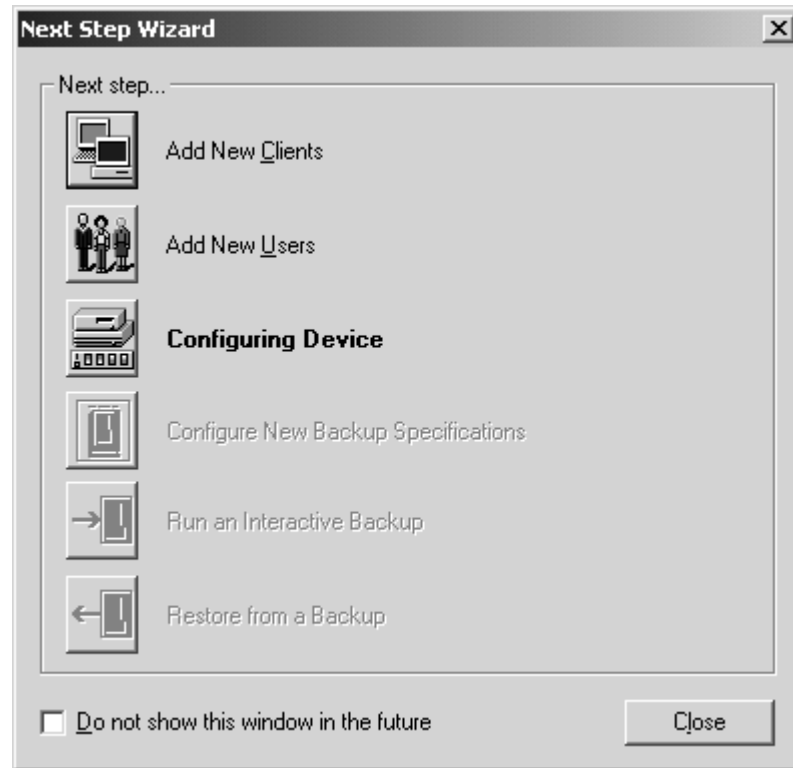 Next Step Wizard
Next step...
Add New Clients
Add New Users
Configuring Device
Configure New Backup Specifications
Run an Interactive Backup
Restore from a Backup
Do not show this window in the future
Close